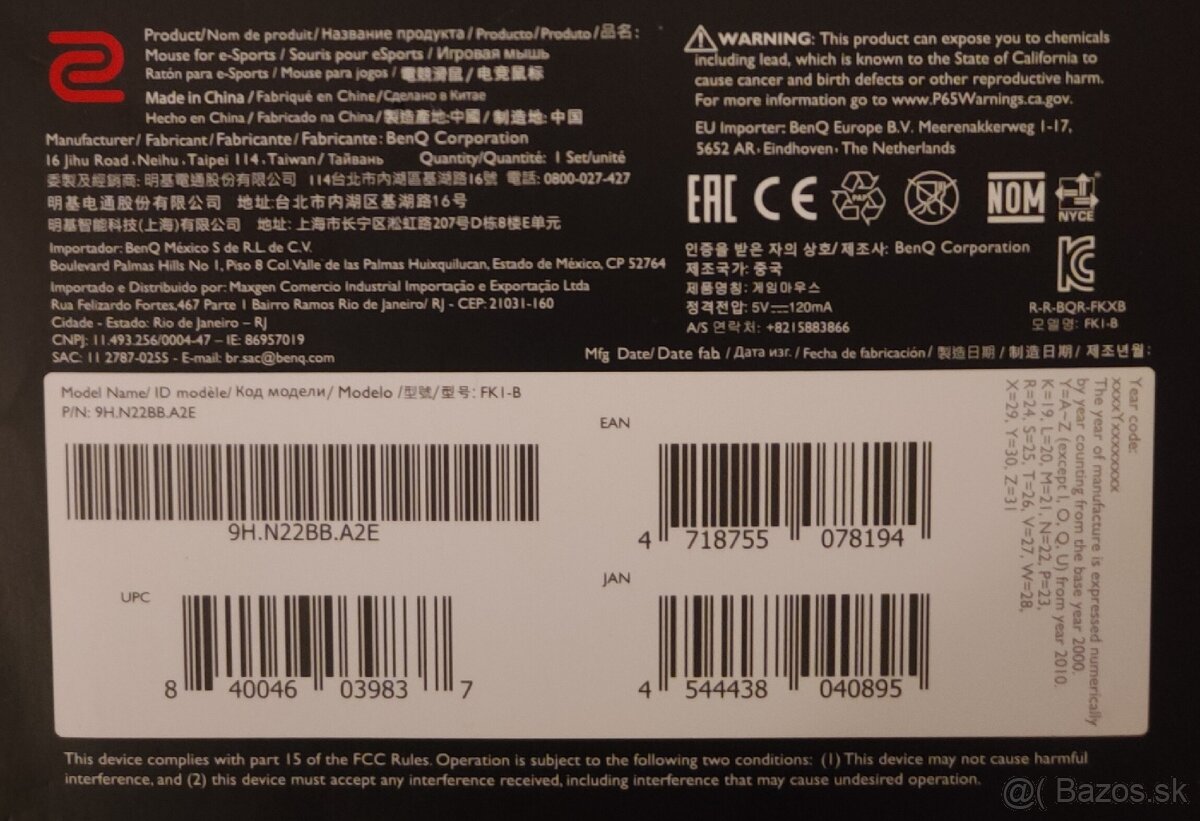 Product/Nom de produit/Название продукта/Producto/Produto/品名:
Mouse for e-Sports / Souris pour eSports / Игровая мышь
Ratón para e-Sports / Mouse para jogos / 電競滑鼠/电竞鼠标
Made in China / Fabriqué en Chine/Сделано в Китае
Hecho en China / Fabricado na China / 製造產地:中國 / 制造地: 中国
Manufacturer/ Fabricant/ Fabricante/ Fabricante: BenQ Corporation
16 Jihu Road , Neihu , Taipei 114 , Taiwan/ Тайвань Quantity/Quantité: 1 Set/unité
委製及經銷商: 明基電通股份有限公司 114台北市內湖區基湖路16號 電話: 0800-027-427
明基电通股份有限公司 地址:台北市内湖区基湖路16号
明基智能科技(上海)有限公司 地址: 上海市长宁区淞虹路207号D栋8楼E单元
Importador: BenQ México S de R.L. de C.V.
Boulevard Palmas Hills No 1, Piso 8 Col. Valle de las Palmas Huixquilucan, Estado de México, CP 52764
Importado e Distribuido por: Maxgen Comercio Industrial Importação e Exportação Ltda
Rua Felizardo Fortes, 467 Parte 1 Bairro Ramos Rio de Janeiro/ RJ - CEP: 21031-160
Cidade - Estado: Rio de Janeiro – RJ
CNPJ: 11.493.256/0004-47 – IE: 86957019
SAC: 11 2787-0255 - E-mail: br.sac@benq.com
WARNING: This product can expose you to chemicals
including lead, which is known to the State of California to
cause cancer and birth defects or other reproductive harm.
For more information go to www.P65Warnings.ca.gov.
EU Importer: BenQ Europe B.V. Meerenakkerweg 1-17,
5652 AR , Eindhoven , The Netherlands
EAC CE PAP NOM NYCE
인증을 받은 자의 상호/ 제조사: BenQ Corporation
제조국가: 중국
제품명칭: 게임마우스
정격전압: 5V⎓120mA
A/S 연락처: +8215883866
R-R-BQR-FKXB
모델명: FK1-B
Mfg Date/ Date fab / Дата изг. / Fecha de fabricación / 製造日期 / 制造日期 / 제조년월:
Model Name/ ID modèle/ Код модели/ Modelo /型號/ 型号: FK1-B
P/N: 9H.N22BB.A2E
9H.N22BB.A2E
EAN
4 718755 078194
UPC
8 40046 03983 7
JAN
4 544438 040895
Year code:
xxxxYxxxxxxxx
The year of manufacture is expressed numerically
by year counting from the base year 2000.
Y=A~Z (except I, O, Q, U) from year 2010.
K=19, L=20, M=21, N=22, P=23,
R=24, S=25, T=26, V=27, W=28,
X=29, Y=30, Z=31
This device complies with part 15 of the FCC Rules. Operation is subject to the following two conditions: (1) This device may not cause harmful
interference, and (2) this device must accept any interference received, including interference that may cause undesired operation.
@( Bazos.sk